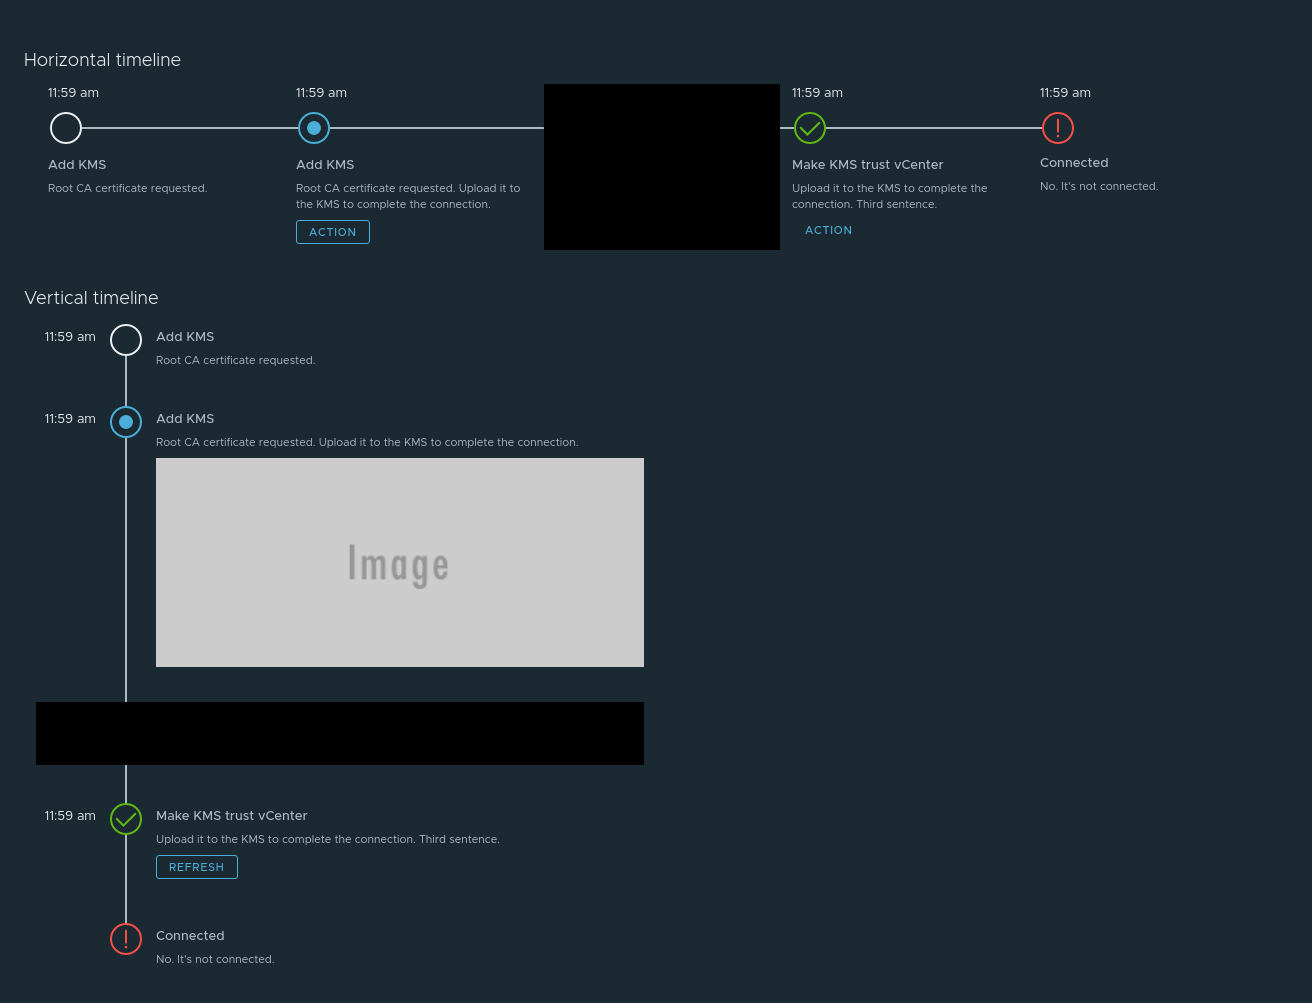 Horizontal timeline
11:59 am
Add KMS
Root CA certificate requested.
11:59 am
Add KMS
Root CA certificate requested. Upload it to
the KMS to complete the connection.
ACTION
11:59 am
Make KMS trust vCenter
Upload it to the KMS to complete the
connection. Third sentence.
ACTION
11:59 am
Connected
No. It's not connected.
Vertical timeline
11:59 am
Add KMS
Root CA certificate requested.
11:59 am
Add KMS
Root CA certificate requested. Upload it to the KMS to complete the connection.
Image
11:59 am
Make KMS trust vCenter
Upload it to the KMS to complete the connection. Third sentence.
REFRESH
Connected
No. It's not connected.